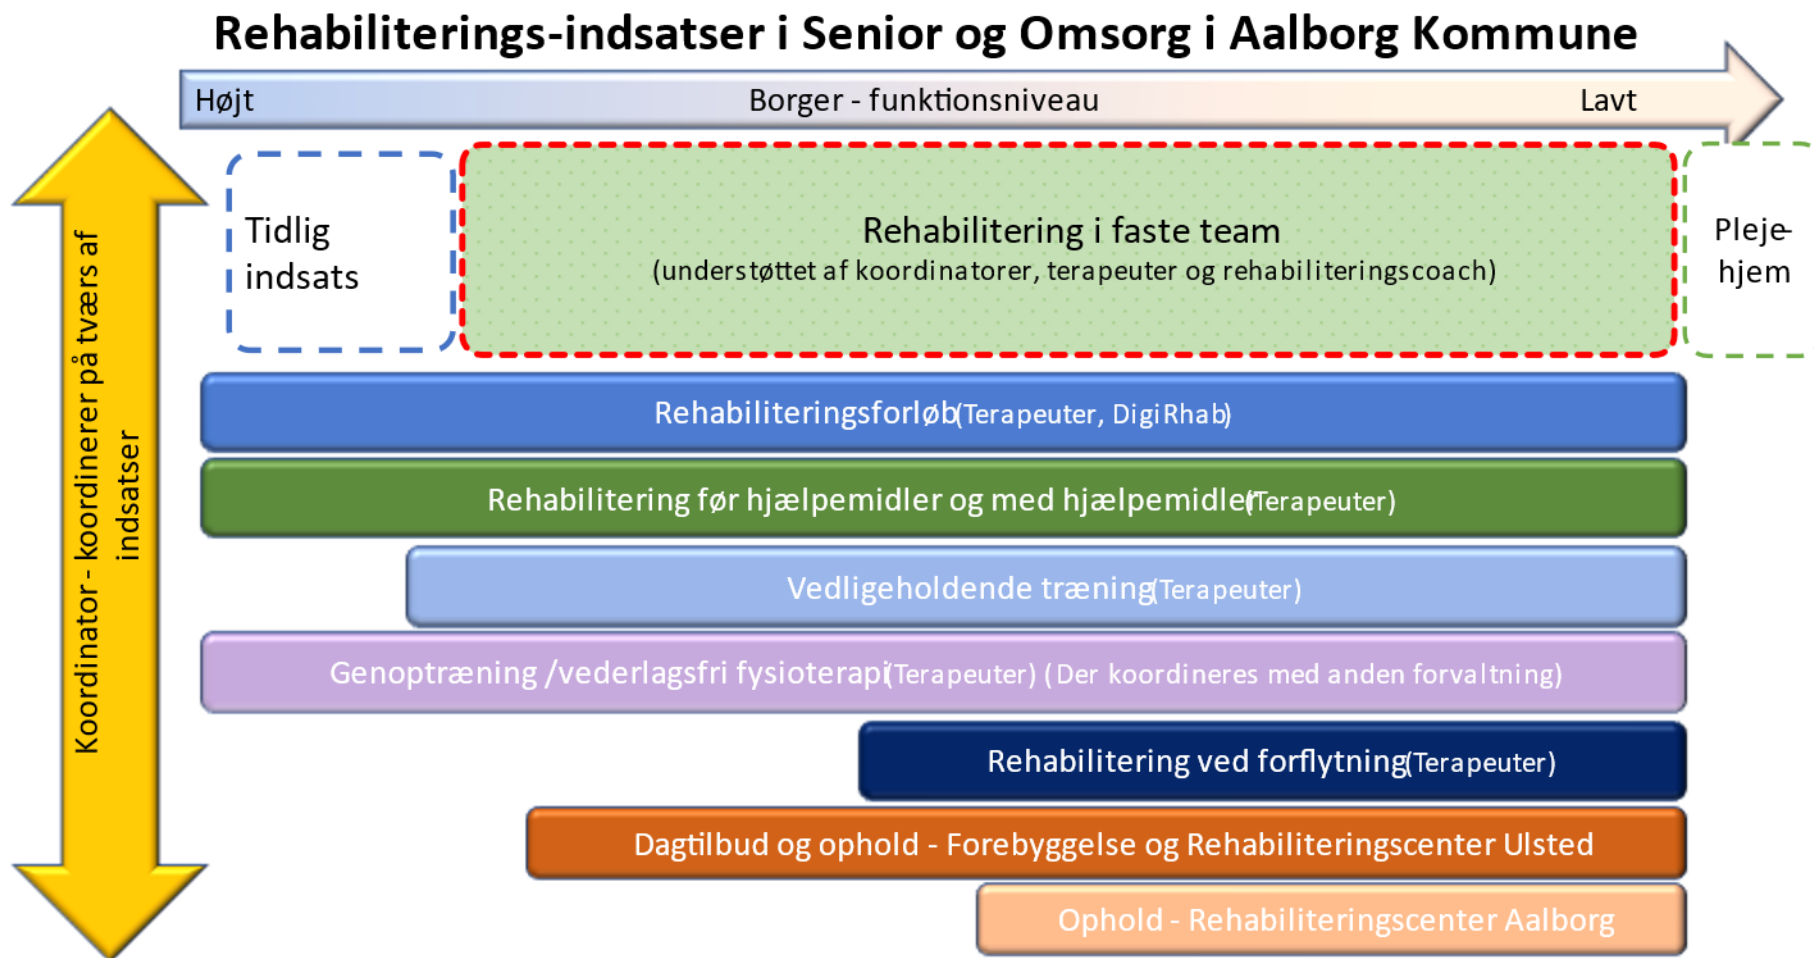 Rehabiliterings-indsatser i Senior og Omsorg i Aalborg Kommune
Højt
Borger - funktionsniveau
Lavt
Koordinator - koordinerer på tværs af
indsatser
Tidlig
indsats
Rehabilitering i faste team
(understøttet af koordinatorer, terapeuter og rehabiliteringscoach)
Pleje-
hjem
Rehabiliteringsforløb (Terapeuter, DigiRhab)
Rehabilitering før hjælpemidler og med hjælpemidler (Terapeuter)
Vedligeholdende træning (Terapeuter)
Genoptræning /vederlagsfri fysioterapi (Terapeuter) (Der koordineres med anden forvaltning)
Rehabilitering ved forflytning (Terapeuter)
Dagtilbud og ophold - Forebyggelse og Rehabiliteringscenter Ulsted
Ophold - Rehabiliteringscenter Aalborg